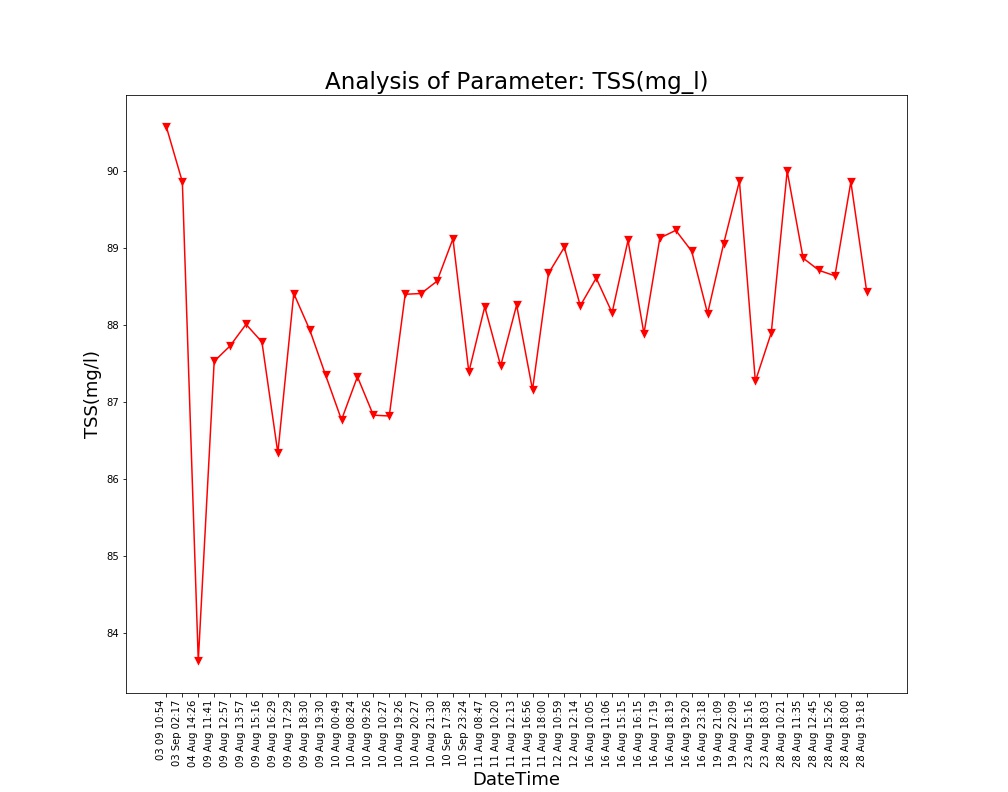 Analysis of Parameter: TSS(mg_l)
90
89
88
87
86
85
84
TSS(mg/l)
03 09 10:54
03 Sep 02:17
04 Aug 14:26
09 Aug 11:41
09 Aug 12:57
09 Aug 13:57
09 Aug 15:16
09 Aug 16:29
09 Aug 17:29
09 Aug 18:30
09 Aug 19:30
10 Aug 00:49
10 Aug 08:24
10 Aug 09:26
10 Aug 10:27
10 Aug 19:26
10 Aug 20:27
10 Aug 21:30
10 Sep 17:38
10 Sep 23:24
11 Aug 08:47
11 Aug 10:20
11 Aug 12:13
11 Aug 16:56
11 Aug 18:00
12 Aug 10:59
12 Aug 12:14
16 Aug 10:05
16 Aug 11:06
16 Aug 15:15
16 Aug 16:15
16 Aug 17:19
16 Aug 18:19
16 Aug 19:20
16 Aug 23:18
19 Aug 21:09
19 Aug 22:09
23 Aug 15:16
23 Aug 18:03
28 Aug 10:21
28 Aug 11:35
28 Aug 12:45
28 Aug 15:26
28 Aug 18:00
28 Aug 19:18
DateTime